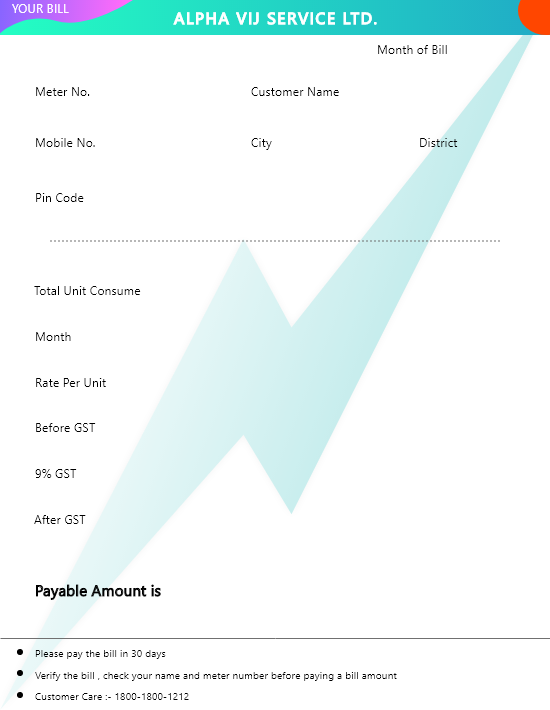 YOUR BILL
ALPHA VIJ SERVICE LTD.
Month of Bill
Meter No. Customer Name
Mobile No. City District
Pin Code
Total Unit Consume
Month
Rate Per Unit
Before GST
9% GST
After GST
Payable Amount is
Please pay the bill in 30 days
Verify the bill , check your name and meter number before paying a bill amount
Customer Care :- 1800-1800-1212